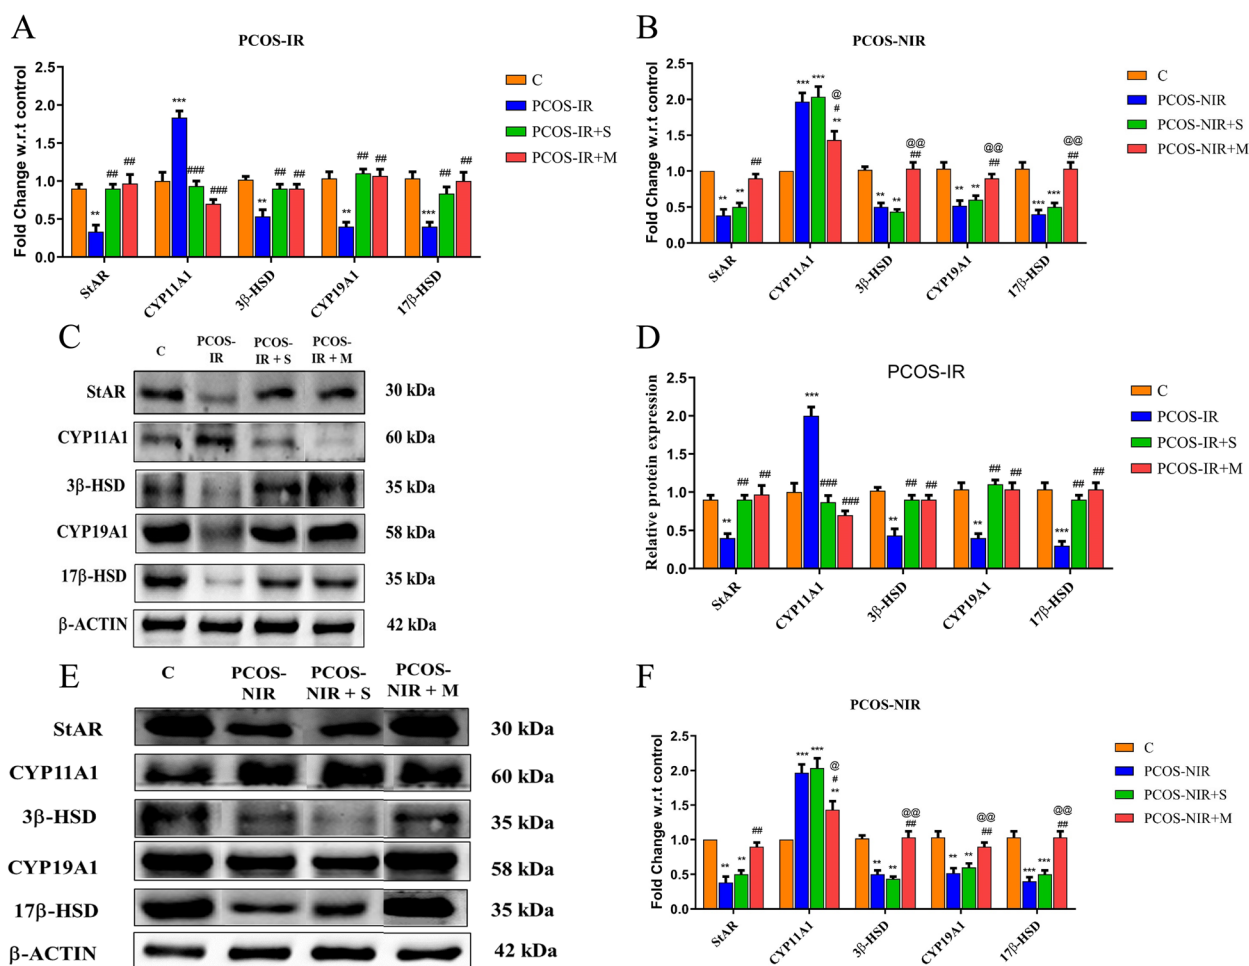 A
PCOS-IR
Fold Change w.r.t control
2.5
2.0
1.5
1.0
0.5
0.0
**
##
##
***
###
###
**
##
##
**
##
##
***
##
##
StAR
CYP11A1
3β-HSD
CYP19A1
17β-HSD
C
PCOS-IR
PCOS-IR+S
PCOS-IR+M
B
PCOS-NIR
Fold Change w.r.t control
2.5
2.0
1.5
1.0
0.5
0.0
**
**
##
***
***
@
#
**
**
**
@@
##
**
**
@@
##
***
***
@@
##
StAR
CYP11A1
3β-HSD
CYP19A1
17β-HSD
C
PCOS-NIR
PCOS-NIR+S
PCOS-NIR+M
C
C
PCOS-
IR
PCOS-
IR + S
PCOS-
IR + M
StAR
30 kDa
CYP11A1
60 kDa
3β-HSD
35 kDa
CYP19A1
58 kDa
17β-HSD
35 kDa
β-ACTIN
42 kDa
D
PCOS-IR
Relative protein expression
2.5
2.0
1.5
1.0
0.5
0.0
**
##
##
***
###
###
**
##
##
**
##
##
***
##
##
StAR
CYP11A1
3β-HSD
CYP19A1
17β-HSD
C
PCOS-IR
PCOS-IR+S
PCOS-IR+M
E
C
PCOS-
NIR
PCOS-
NIR + S
PCOS-
NIR + M
StAR
30 kDa
CYP11A1
60 kDa
3β-HSD
35 kDa
CYP19A1
58 kDa
17β-HSD
35 kDa
β-ACTIN
42 kDa
F
PCOS-NIR
Fold Change w.r.t control
2.5
2.0
1.5
1.0
0.5
0.0
**
**
##
***
***
@
#
**
**
**
@@
##
**
**
@@
##
***
***
@@
##
StAR
CYP11A1
3β-HSD
CYP19A1
17β-HSD
C
PCOS-NIR
PCOS-NIR+S
PCOS-NIR+M